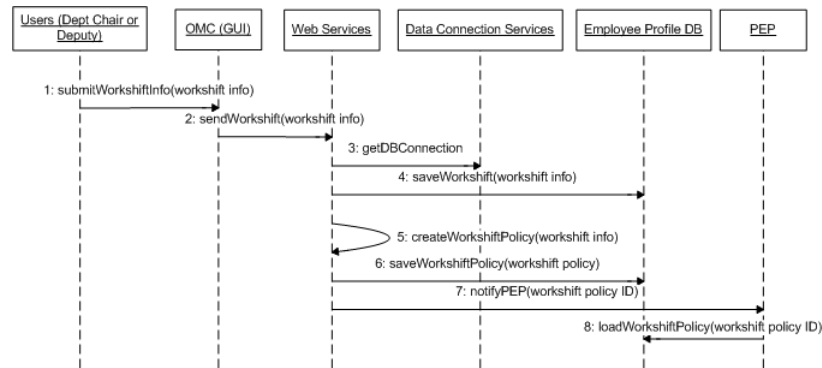 Users (Dept Chair or
Deputy)
OMC (GUI)
Web Services
Data Connection Services
Employee Profile DB
PEP
1: submitWorkshiftInfo(workshift info)
2: sendWorkshift(workshift info)
3: getDBConnection
4: saveWorkshift(workshift info)
5: createWorkshiftPolicy(workshift info)
6: saveWorkshiftPolicy(workshift policy)
7: notifyPEP(workshift policy ID)
8: loadWorkshiftPolicy(workshift policy ID)